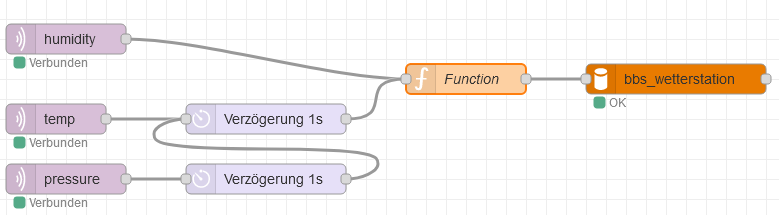 humidity
Verbunden
Function
bbs_wetterstation
OK
temp
Verzögerung 1s
Verbunden
pressure
Verzögerung 1s
Verbunden